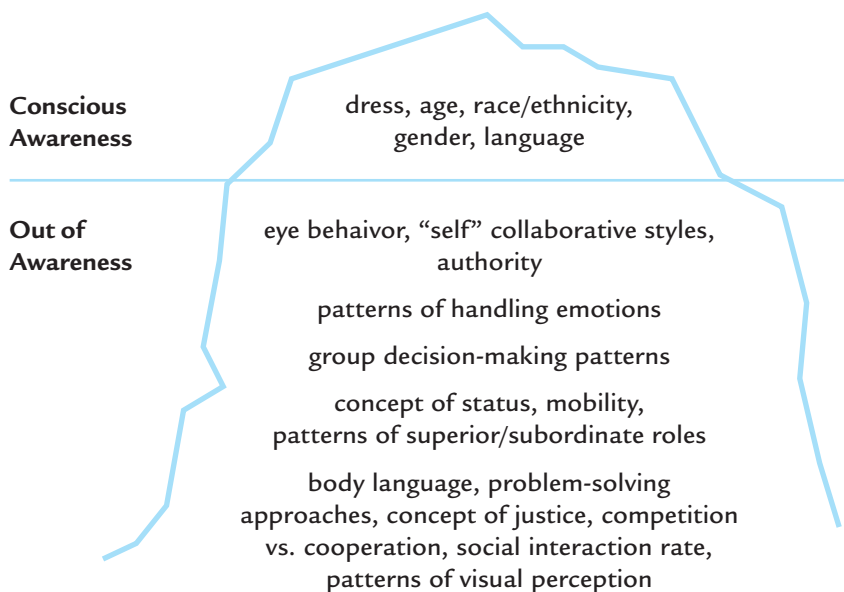 Conscious
Awareness
dress, age, race/ethnicity,
gender, language
Out of
Awareness
eye behaivor, “self” collaborative styles,
authority
patterns of handling emotions
group decision-making patterns
concept of status, mobility,
patterns of superior/subordinate roles
body language, problem-solving
approaches, concept of justice, competition
vs. cooperation, social interaction rate,
patterns of visual perception